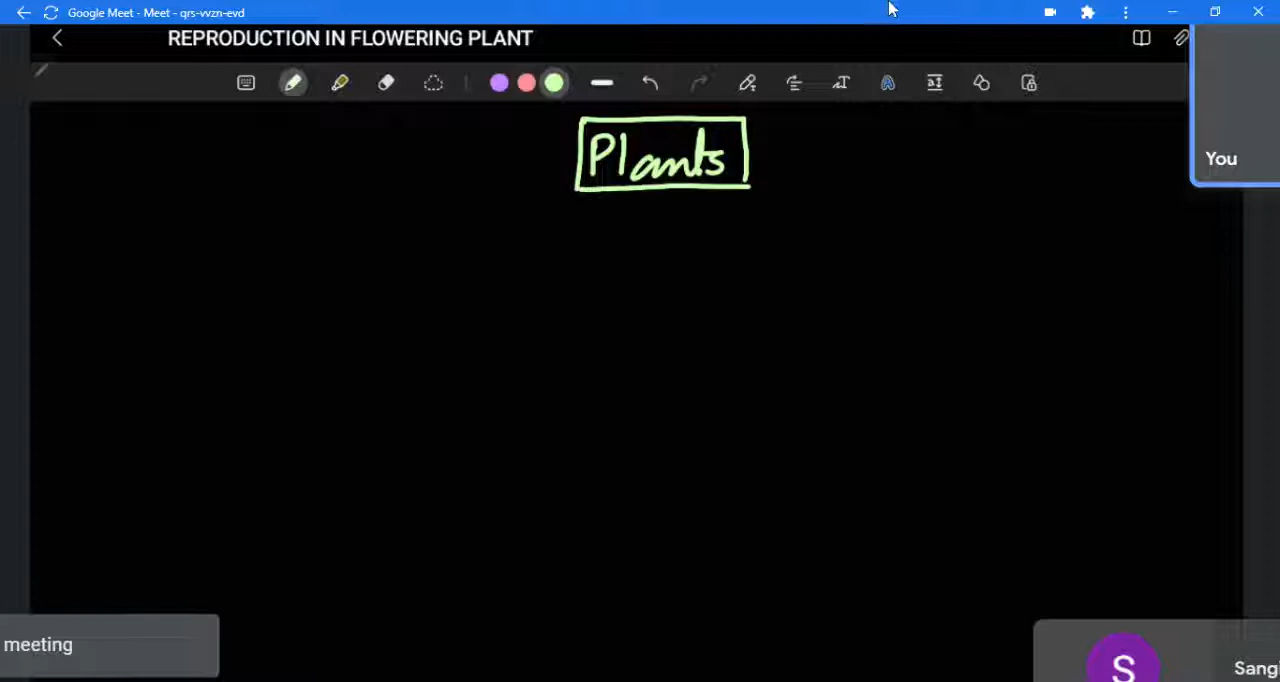 Google Meet - Meet - qrs-vvzn-evd
REPRODUCTION IN FLOWERING PLANT
Plants
You
meeting
S
Sang